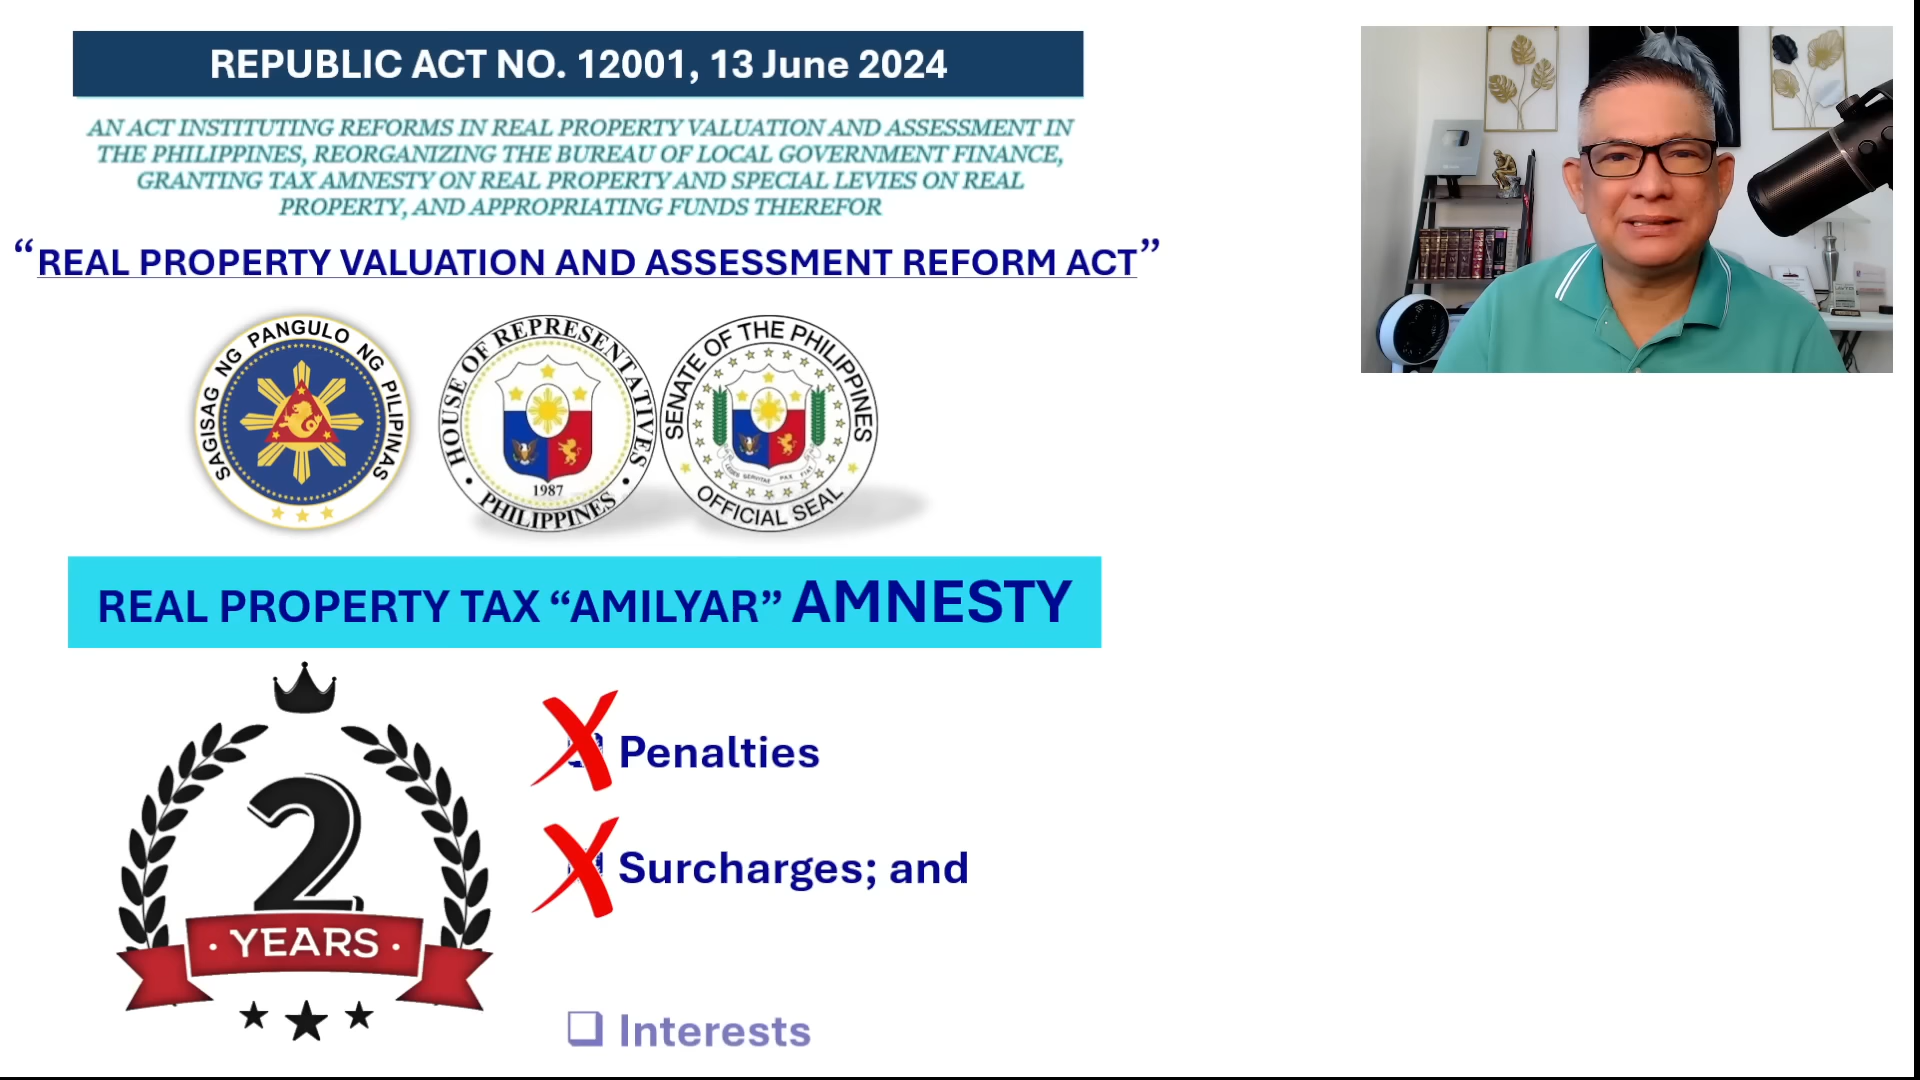 REPUBLIC ACT NO. 12001, 13 June 2024
AN ACT INSTITUTING REFORMS IN REAL PROPERTY VALUATION AND ASSESSMENT IN
THE PHILIPPINES, REORGANIZING THE BUREAU OF LOCAL GOVERNMENT FINANCE,
GRANTING TAX AMNESTY ON REAL PROPERTY AND SPECIAL LEVIES ON REAL
PROPERTY, AND APPROPRIATING FUNDS THEREFOR
“REAL PROPERTY VALUATION AND ASSESSMENT REFORM ACT”
SAGISAG NG PANGULO NG PILIPINAS
HOUSE OF REPRESENTATIVES
1987
• PHILIPPINES •
SENATE OF THE PHILIPPINES
OFFICIAL SEAL
REAL PROPERTY TAX “AMILYAR” AMNESTY
2
· YEARS ·
Penalties
Surcharges; and
Interests